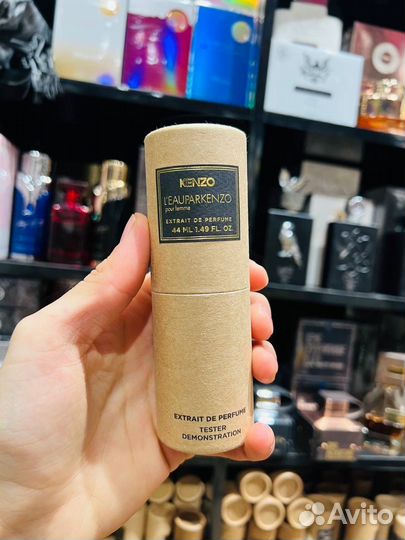 KENZO
L'EAUPARKENZO
pour femme
EXTRAIT DE PERFUME
44 ML 1.49 FL. OZ.
EXTRAIT DE PERFUME
TESTER
DEMONSTRATION
Avito